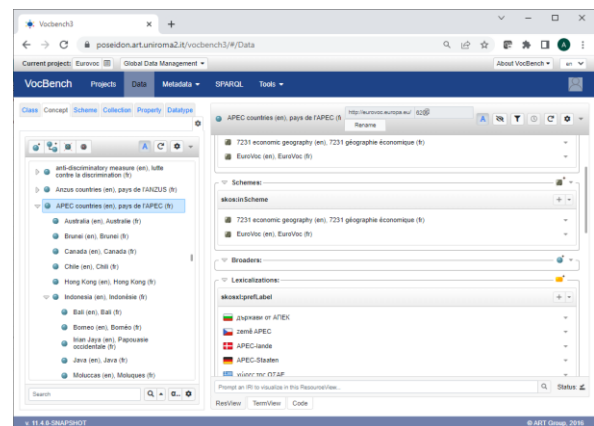 Vocbench3
poseidon.art.uniroma2.it/vocbench3/#/Data
Current project: Eurovoc
Global Data Management
About VocBench
en
VocBench
Projects
Data
Metadata
SPARQL
Tools
Class
Concept
Scheme
Collection
Property
Datatype
anti-discriminatory measure (en), lutte
contre la discrimination (fr)
Anzus countries (en), pays de l'ANZUS (fr)
APEC countries (en), pays de l'APEC (fr)
Australia (en), Australie (fr)
Brunei (en), Brunei (fr)
Canada (en), Canada (fr)
Chile (en), Chili (fr)
Hong Kong (en), Hong Kong (fr)
Indonesia (en), Indonésie (fr)
Bali (en), Bali (fr)
Borneo (en), Bornéo (fr)
Irian Jaya (en), Papouasie
occidentale (fr)
Java (en), Java (fr)
Moluccas (en), Moluques (fr)
Search
APEC countries (en), pays de l'APEC (f
http://eurovoc.europa.eu/
Rename
7231 economic geography (en), 7231 géographie économique (fr)
EuroVoc (en), EuroVoc (fr)
Schemes:
skos:inScheme
7231 economic geography (en), 7231 géographie économique (fr)
EuroVoc (en), EuroVoc (fr)
Broaders:
Lexicalizations:
skosxl:prefLabel
държави от АПЕК
země APEC
APEC-lande
APEC-Staaten
Prompt an IRI to visualize in this ResourceView...
Status:
ResView
TermView
Code
v. 11.4.0-SNAPSHOT
© ART Group, 2016